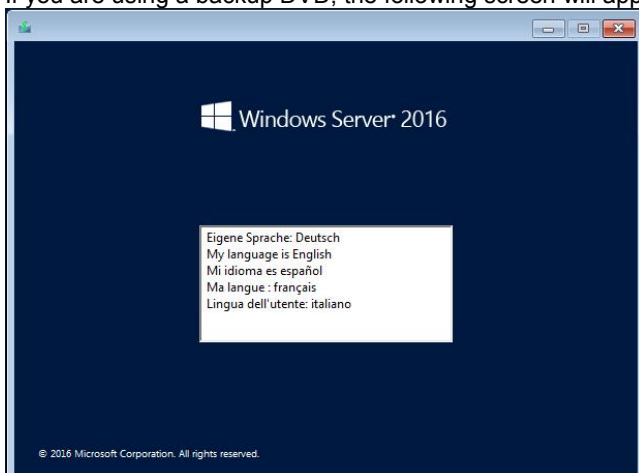 If you are using a backup DVD, the following screen will app
Windows Server 2016
Eigene Sprache: Deutsch
My language is English
Mi idioma es español
Ma langue : français
Lingua dell'utente: italiano
© 2016 Microsoft Corporation. All rights reserved.